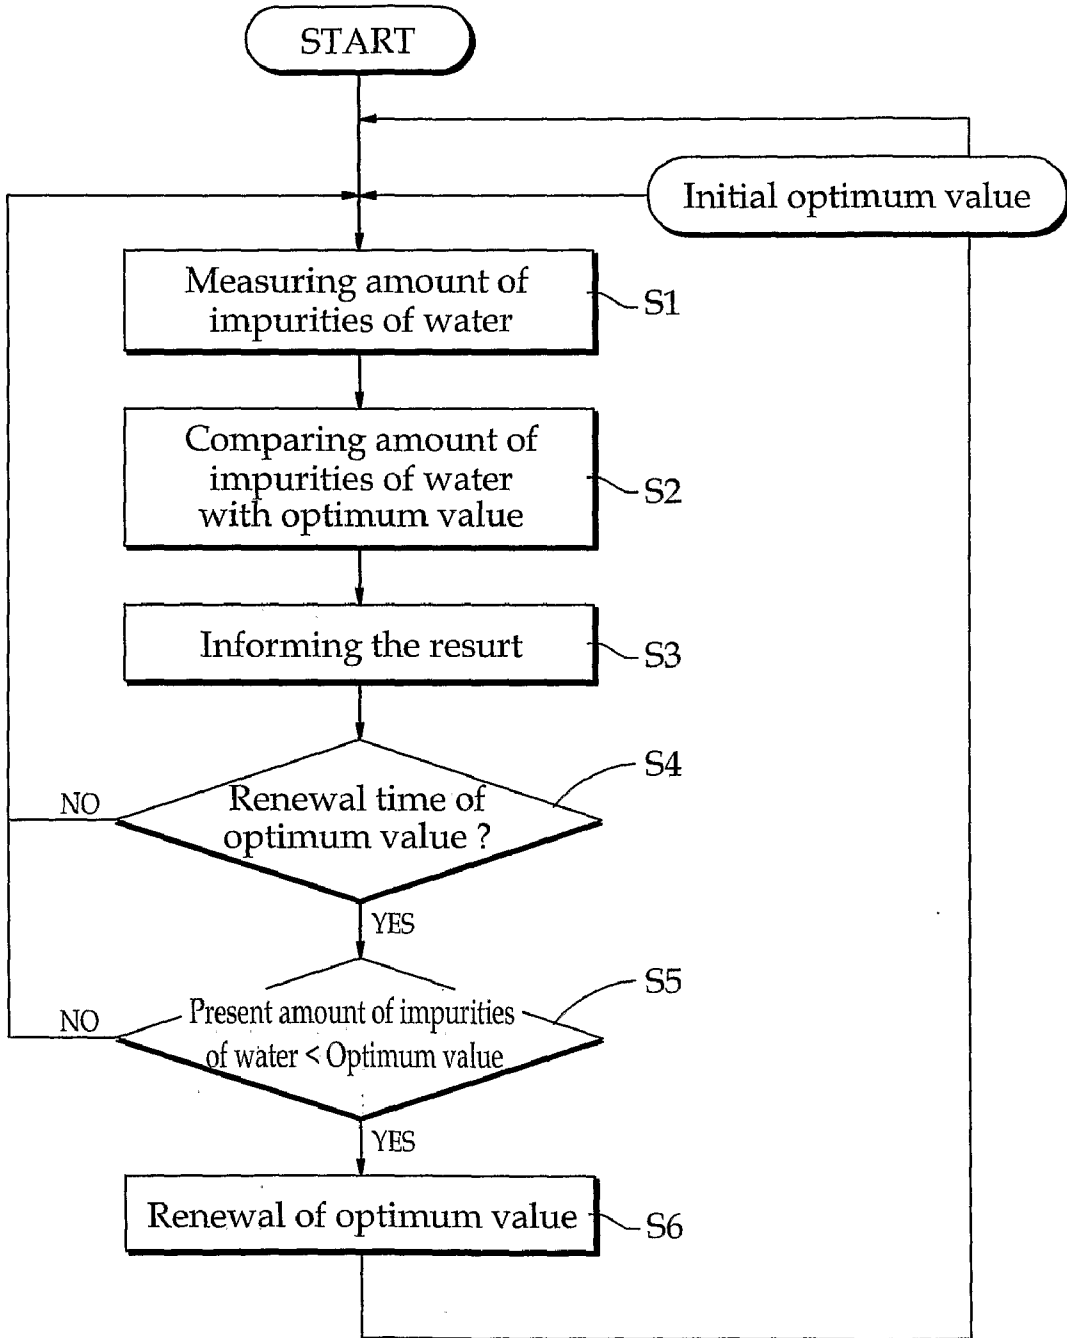 START
Initial optimum value
Measuring amount of
impurities of water
S1
Comparing amount of
impurities of water
with optimum value
S2
Informing the resurt
S3
S4
Renewal time of
optimum value ?
NO
YES
S5
Present amount of impurities
of water < Optimum value
NO
YES
Renewal of optimum value
S6